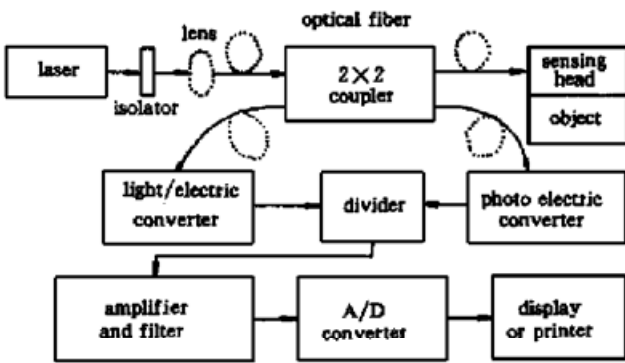 optical fiber
lens
laser
isolator
2×2
coupler
sensing
head
object
light/electric
converter
divider
photo electric
converter
amplifier
and filter
A/D
converter
display
or printer